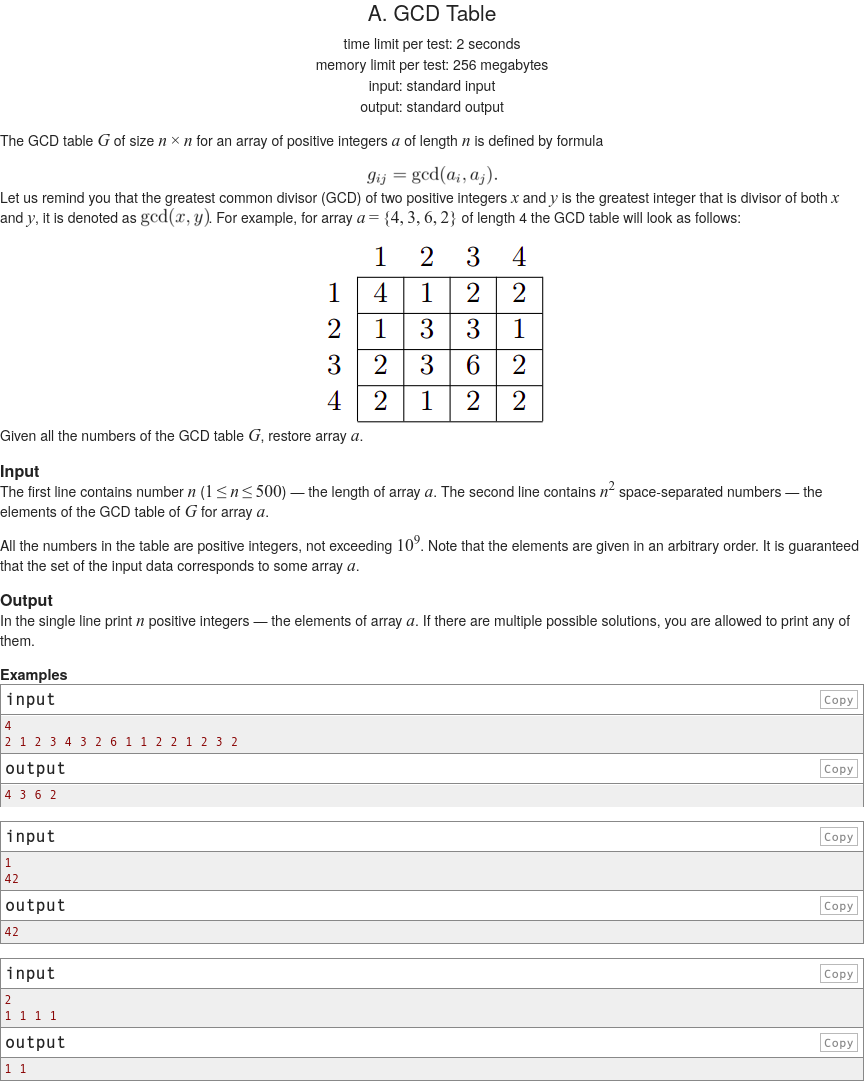 A. GCD Table
time limit per test: 2 seconds
memory limit per test: 256 megabytes
input: standard input
output: standard output
The GCD table G of size n × n for an array of positive integers a of length n is defined by formula
g_{ij} = gcd(a_i, a_j).
Let us remind you that the greatest common divisor (GCD) of two positive integers x and y is the greatest integer that is divisor of both x
and y, it is denoted as gcd(x, y). For example, for array a = {4, 3, 6, 2} of length 4 the GCD table will look as follows:
1 2 3 4
1 4 1 2 2
2 1 3 3 1
3 2 3 6 2
4 2 1 2 2
Given all the numbers of the GCD table G, restore array a.
Input
The first line contains number n (1 ≤ n ≤ 500) — the length of array a. The second line contains n² space-separated numbers — the
elements of the GCD table of G for array a.
All the numbers in the table are positive integers, not exceeding 10⁹. Note that the elements are given in an arbitrary order. It is guaranteed
that the set of the input data corresponds to some array a.
Output
In the single line print n positive integers — the elements of array a. If there are multiple possible solutions, you are allowed to print any of
them.
Examples
input Copy
4
2 1 2 3 4 3 2 6 1 1 2 2 1 2 3 2
output Copy
4 3 6 2
input Copy
1
42
output Copy
42
input Copy
2
1 1 1 1
output Copy
1 1